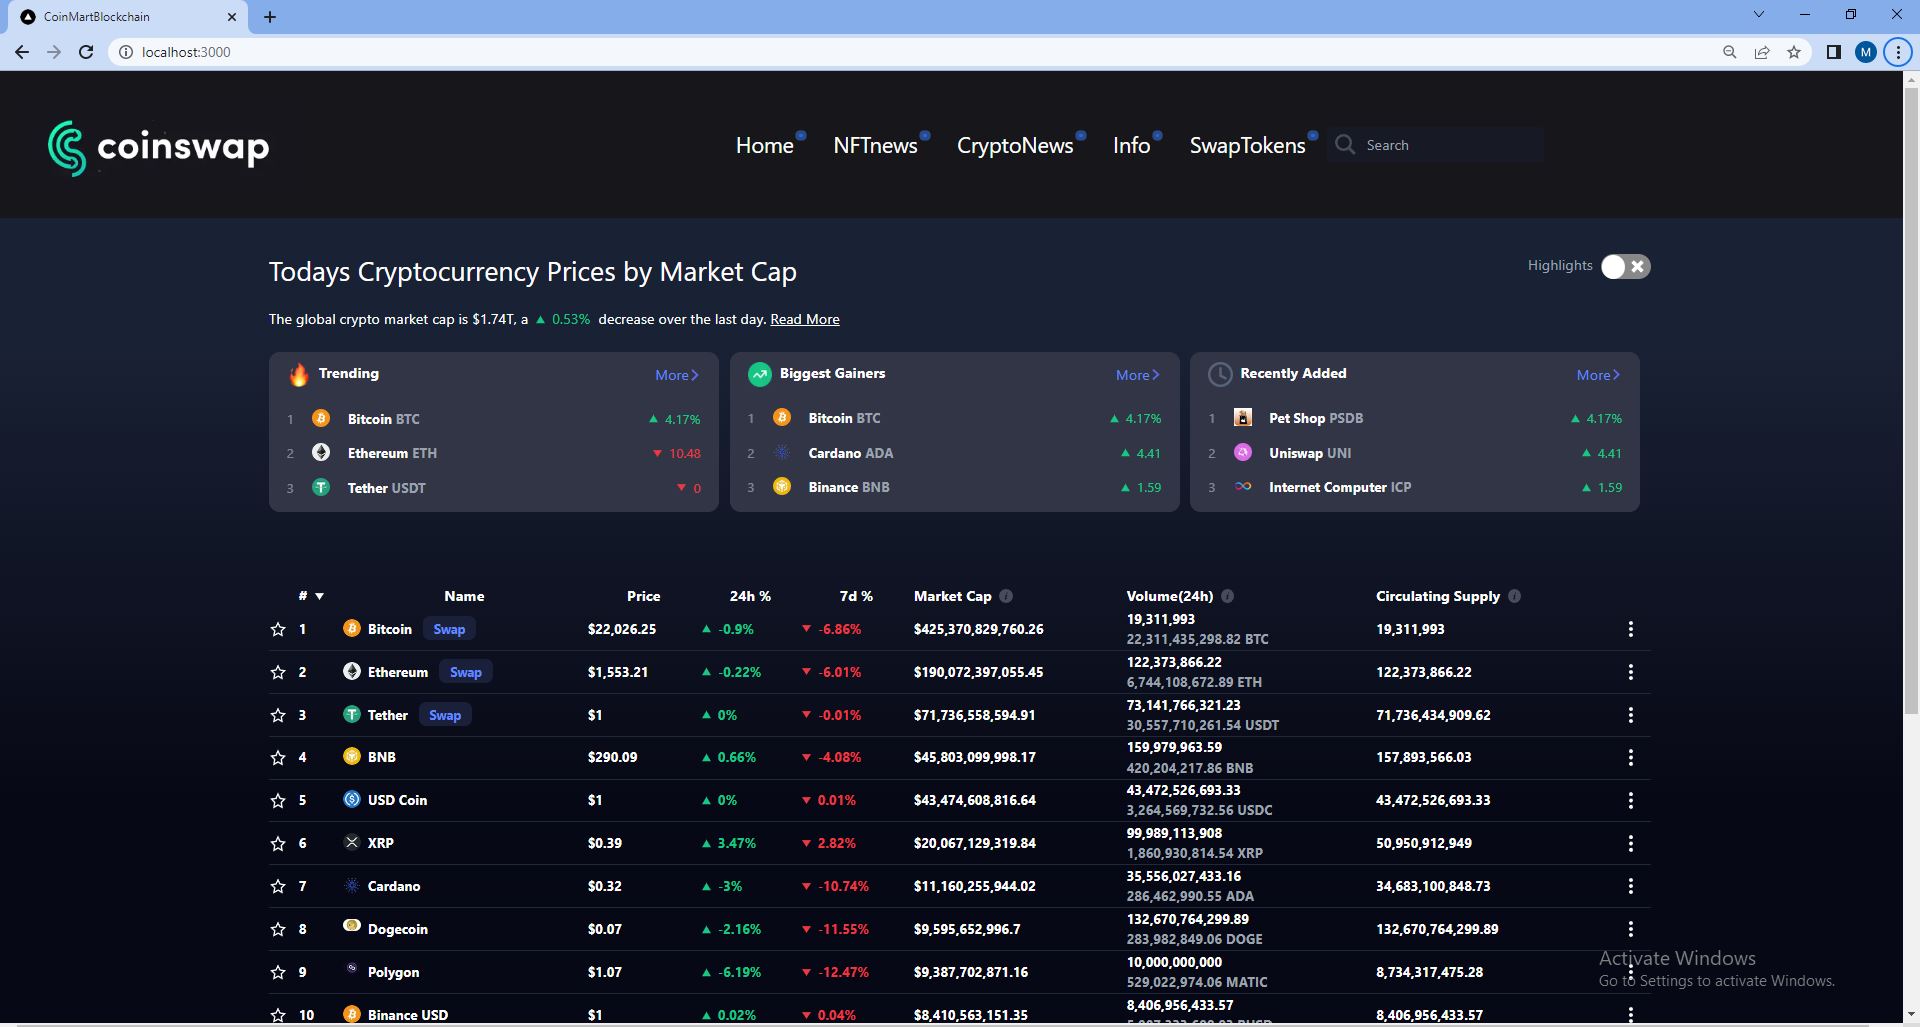 CoinMartBlockchain
localhost:3000
M
coinswap
Home NFTnews CryptoNews Info SwapTokens Search
Todays Cryptocurrency Prices by Market Cap
Highlights
The global crypto market cap is $1.74T, a ▲ 0.53% decrease over the last day. Read More
Trending More
1 Bitcoin BTC ▲ 4.17%
2 Ethereum ETH ▼ 10.48
3 Tether USDT ▼ 0
Biggest Gainers More
1 Bitcoin BTC ▲ 4.17%
2 Cardano ADA ▲ 4.41
3 Binance BNB ▲ 1.59
Recently Added More
1 Pet Shop PSDB ▲ 4.17%
2 Uniswap UNI ▲ 4.41
3 Internet Computer ICP ▲ 1.59
# ▼ Name Price 24h % 7d % Market Cap Volume(24h) Circulating Supply
1 Bitcoin Swap $22,026.25 ▲ -0.9% ▼ -6.86% $425,370,829,760.26 19,311,993 19,311,993
22,311,435,298.82 BTC
2 Ethereum Swap $1,553.21 ▲ -0.22% ▼ -6.01% $190,072,397,055.45 122,373,866.22 122,373,866.22
6,744,108,672.89 ETH
3 Tether Swap $1 ▲ 0% ▼ -0.01% $71,736,558,594.91 73,141,766,321.23 71,736,434,909.62
30,557,710,261.54 USDT
4 BNB $290.09 ▲ 0.66% ▼ -4.08% $45,803,099,998.17 159,979,963.59 157,893,566.03
420,204,217.86 BNB
5 USD Coin $1 ▲ 0% ▼ 0.01% $43,474,608,816.64 43,472,526,693.33 43,472,526,693.33
3,264,569,732.56 USDC
6 XRP $0.39 ▲ 3.47% ▼ 2.82% $20,067,129,319.84 99,989,113,908 50,950,912,949
1,860,930,814.54 XRP
7 Cardano $0.32 ▲ -3% ▼ -10.74% $11,160,255,944.02 35,556,027,433.16 34,683,100,848.73
286,462,990.55 ADA
8 Dogecoin $0.07 ▲ -2.16% ▼ -11.55% $9,595,652,996.7 132,670,764,299.89 132,670,764,299.89
283,982,849.06 DOGE
9 Polygon $1.07 ▲ -6.19% ▼ -12.47% $9,387,702,871.16 10,000,000,000 8,734,317,475.28
529,022,974.06 MATIC
10 Binance USD $1 ▲ 0.02% ▼ 0.04% $8,410,563,151.35 8,406,956,433.57 8,406,956,433.57
Activate Windows
Go to Settings to activate Windows.